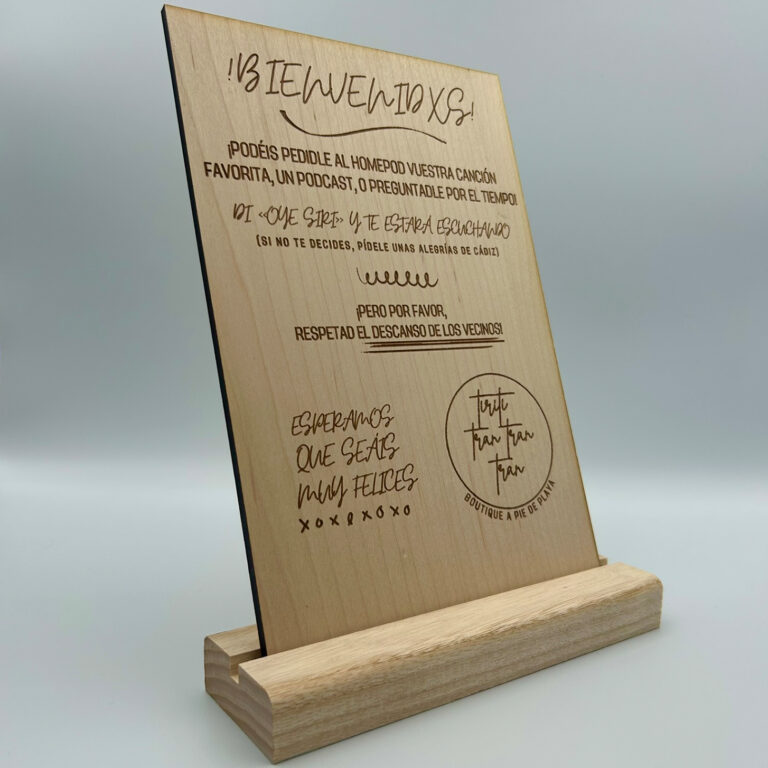 ¡BIENVENIDXS!
¡PODÉIS PEDIDLE AL HOMEPOD VUESTRA CANCIÓN
FAVORITA, UN PODCAST, O PREGUNTADLE POR EL TIEMPO!
DI «OYE SIRI» Y TE ESTARÁ ESCUCHANDO
(SI NO TE DECIDES, PÍDELE UNAS ALEGRÍAS DE CÁDIZ)
¡PERO POR FAVOR,
RESPETAD EL DESCANSO DE LOS VECINOS!
ESPERAMOS
QUE SEÁIS
MUY FELICES
XOXOXOXO
Tiriti
Tran Tran
Tran
BOUTIQUE A PIE DE PLAYA